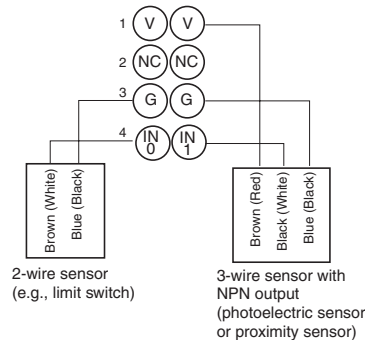 1 V V
2 NC NC
3 G G
4 IN 0 IN 1
Brown (White)
Blue (Black)
Brown (Red)
Black (White)
Blue (Black)
2-wire sensor
(e.g., limit switch)
3-wire sensor with
NPN output
(photoelectric sensor
or proximity sensor)